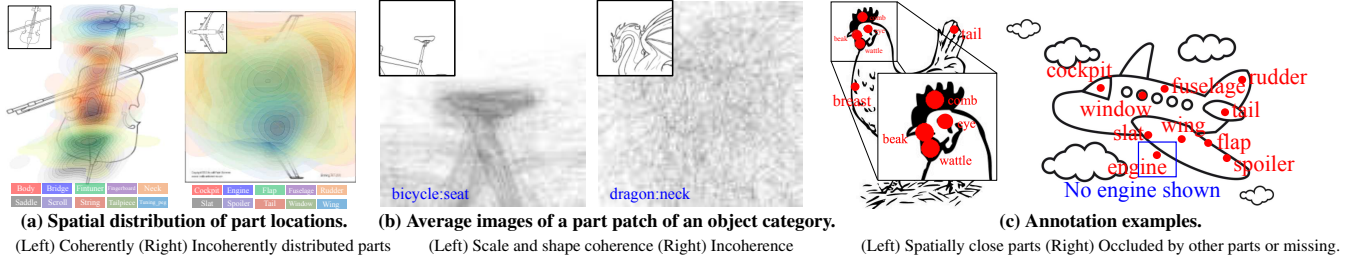 Body Bridge Finetuner Fingerboard Neck
Saddle Scroll String Tailpiece Tuning_peg
Cockpit Engine Flap Fuselage Rudder
Slat Spoiler Tail Window Wing
(a) Spatial distribution of part locations.
(Left) Coherently (Right) Incoherently distributed parts
bicycle:seat
dragon:neck
(b) Average images of a part patch of an object category.
(Left) Scale and shape coherence (Right) Incoherence
comb
beak
eye
wattle
tail
breast
comb
eye
beak
wattle
cockpit
fuselage
rudder
window
tail
slat
wing
flap
engine
spoiler
No engine shown
(c) Annotation examples.
(Left) Spatially close parts (Right) Occluded by other parts or missing.